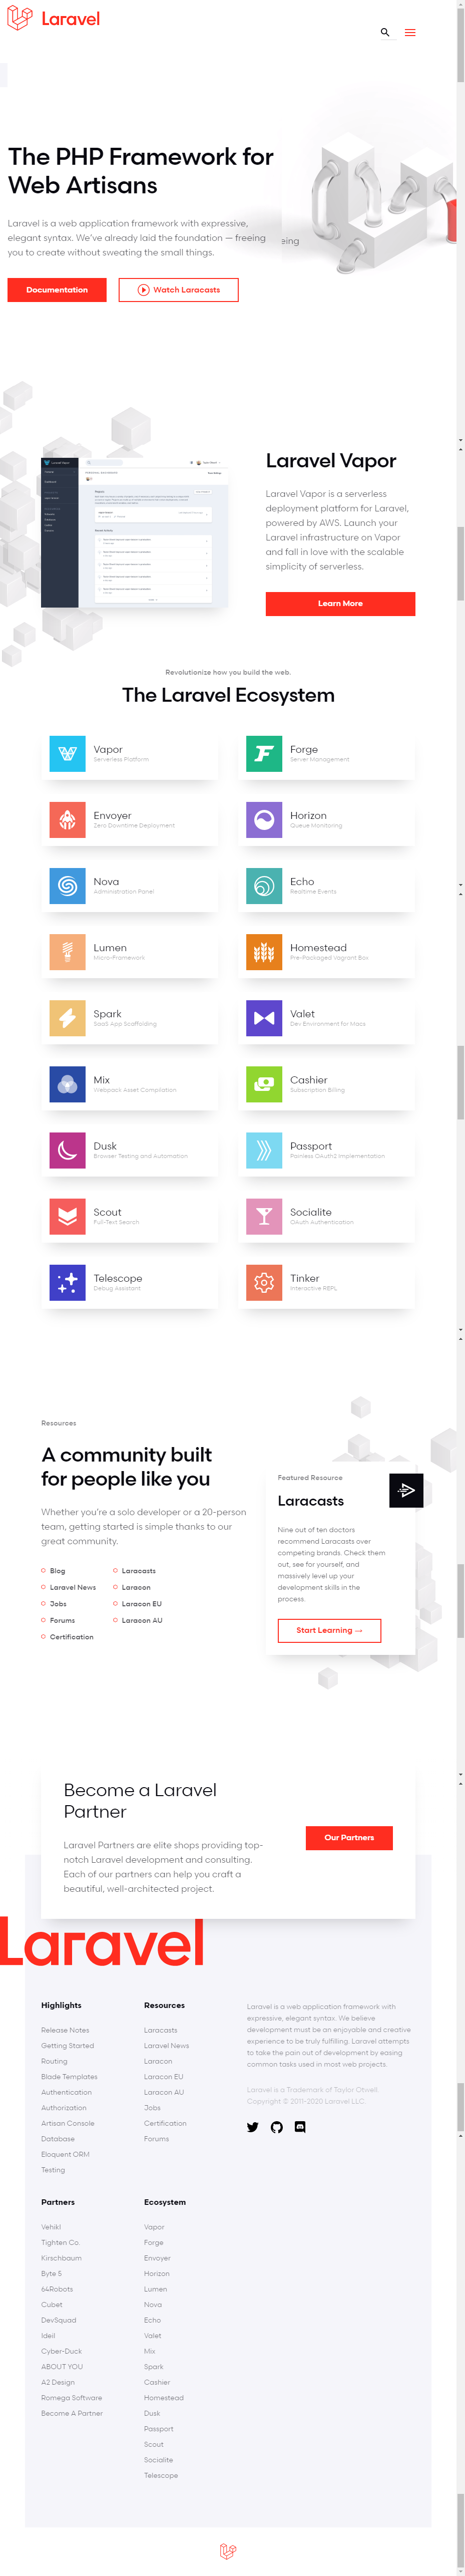 Laravel
The PHP Framework for
Web Artisans
Laravel is a web application framework with expressive,
elegant syntax. We've already laid the foundation — freeing
you to create without sweating the small things.
eing
Documentation
Watch Laracasts
Laravel Vapor
Laravel Vapor is a serverless
deployment platform for Laravel,
powered by AWS. Launch your
Laravel infrastructure on Vapor
and fall in love with the scalable
simplicity of serverless.
Learn More
Revolutionize how you build the web.
The Laravel Ecosystem
Vapor
Serverless Platform
Forge
Server Management
Envoyer
Zero Downtime Deployment
Horizon
Queue Monitoring
Nova
Administration Panel
Echo
Realtime Events
Lumen
Micro-Framework
Homestead
Pre-Packaged Vagrant Box
Spark
SaaS App Scaffolding
Valet
Dev Environment for Macs
Mix
Webpack Asset Compilation
Cashier
Subscription Billing
Dusk
Browser Testing and Automation
Passport
Painless OAuth2 Implementation
Scout
Full-Text Search
Socialite
OAuth Authentication
Telescope
Debug Assistant
Tinker
Interactive REPL
Resources
A community built
for people like you
Whether you're a solo developer or a 20-person
team, getting started is simple thanks to our
great community.
Blog
Laracasts
Laravel News
Laracon
Jobs
Laracon EU
Forums
Laracon AU
Certification
Featured Resource
Laracasts
Nine out of ten doctors
recommend Laracasts over
competing brands. Check them
out, see for yourself, and
massively level up your
development skills in the
process.
Start Learning →
Become a Laravel
Partner
Laravel Partners are elite shops providing top-
notch Laravel development and consulting.
Each of our partners can help you craft a
beautiful, well-architected project.
Our Partners
Laravel
Highlights
Release Notes
Getting Started
Routing
Blade Templates
Authentication
Authorization
Artisan Console
Database
Eloquent ORM
Testing
Resources
Laracasts
Laravel News
Laracon
Laracon EU
Laracon AU
Jobs
Certification
Forums
Laravel is a web application framework with
expressive, elegant syntax. We believe
development must be an enjoyable and creative
experience to be truly fulfilling. Laravel attempts
to take the pain out of development by easing
common tasks used in most web projects.
Laravel is a Trademark of Taylor Otwell.
Copyright © 2011-2020 Laravel LLC.
Partners
Vehikl
Tighten Co.
Kirschbaum
Byte 5
64Robots
Cubet
DevSquad
Ideil
Cyber-Duck
ABOUT YOU
A2 Design
Romega Software
Become A Partner
Ecosystem
Vapor
Forge
Envoyer
Horizon
Lumen
Nova
Echo
Valet
Mix
Spark
Cashier
Homestead
Dusk
Passport
Scout
Socialite
Telescope